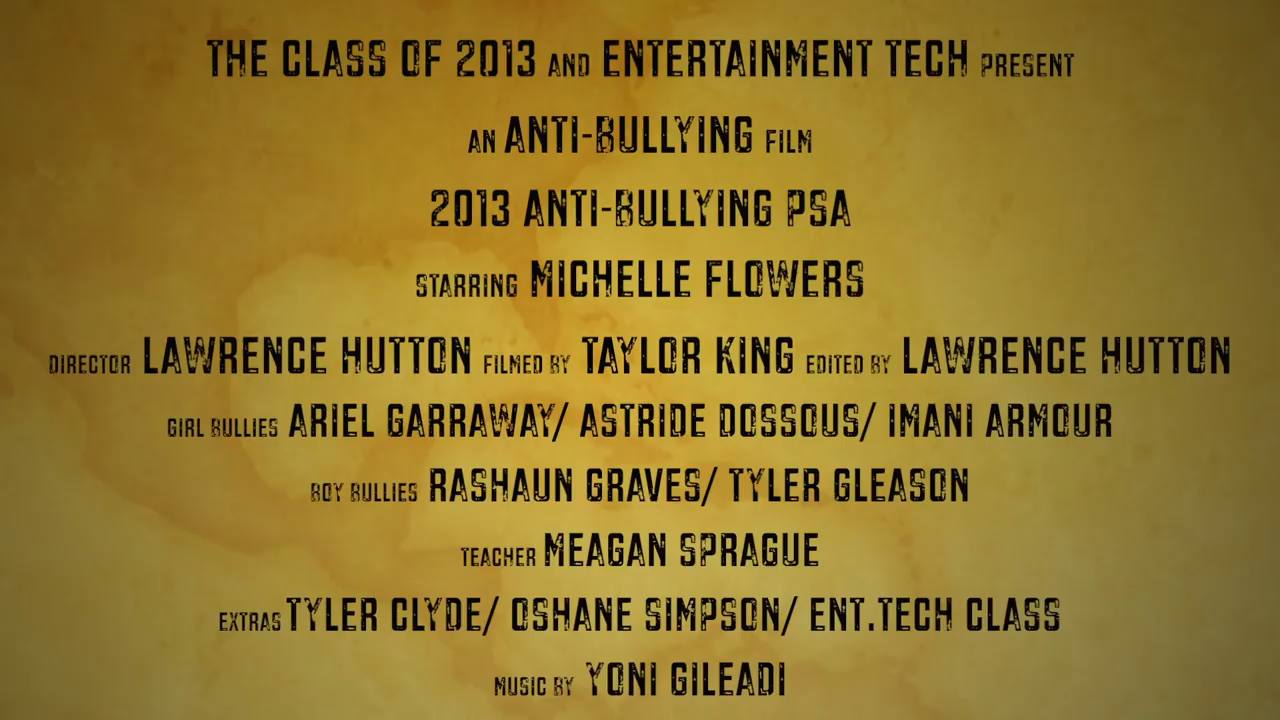 THE CLASS OF 2013 AND ENTERTAINMENT TECH PRESENT
AN ANTI-BULLYING FILM
2013 ANTI-BULLYING PSA
STARRING MICHELLE FLOWERS
DIRECTOR LAWRENCE HUTTON FILMED BY TAYLOR KING EDITED BY LAWRENCE HUTTON
GIRL BULLIES ARIEL GARRAWAY/ ASTRIDE DOSSOUS/ IMANI ARMOUR
BOY BULLIES RASHAUN GRAVES/ TYLER GLEASON
TEACHER MEAGAN SPRAGUE
EXTRAS TYLER CLYDE/ OSHANE SIMPSON/ ENT.TECH CLASS
MUSIC BY YONI GILEADI